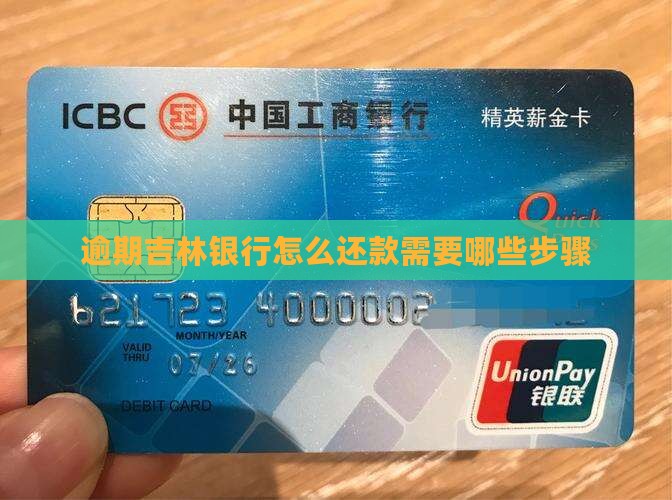 ICBC 中国工商银行 精英薪金卡
Quick
逾期吉林银行怎么还款需要哪些步骤
621723 4000002
MONTH/YEAR
VALID
THRU
07/26
DEBIT CARD
UnionPay
银联